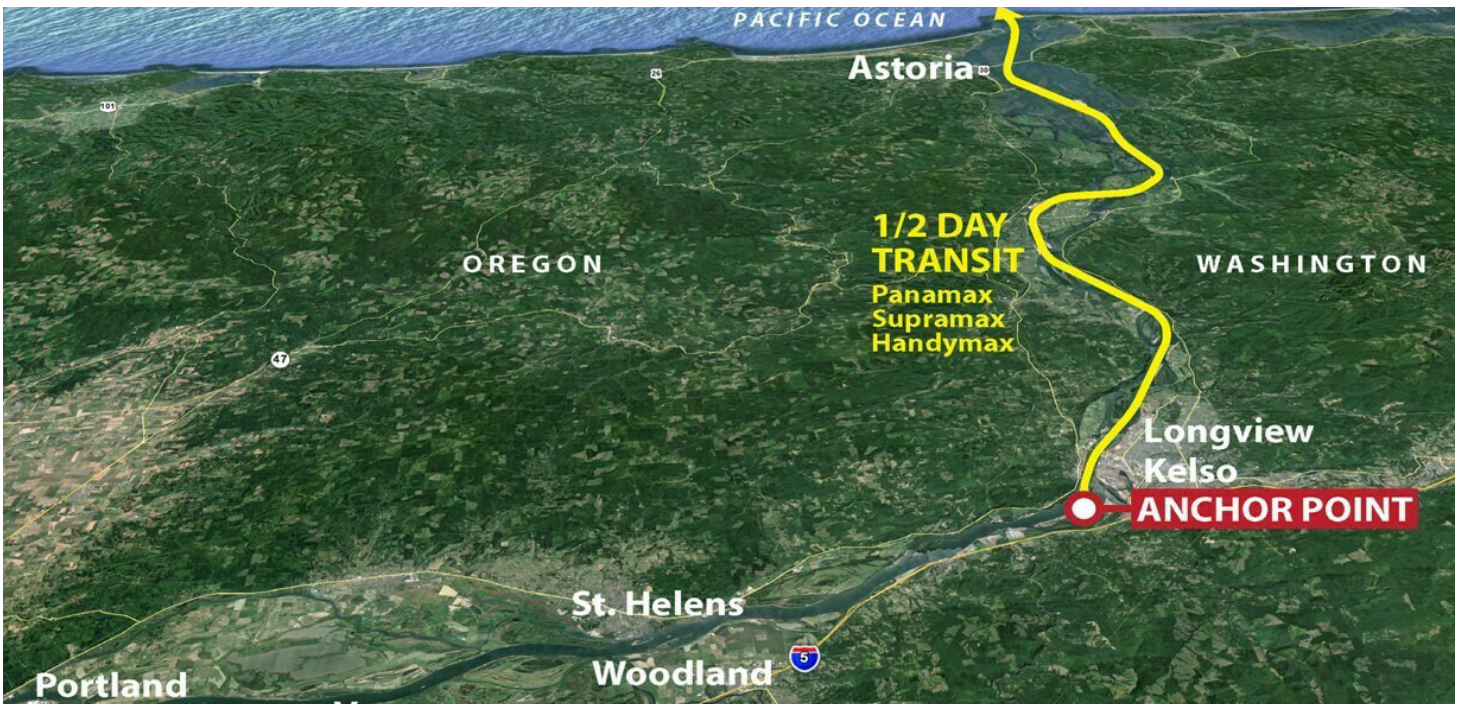 PACIFIC OCEAN
Astoria
30
26
101
1/2 DAY
TRANSIT
Panamax
Supramax
Handymax
OREGON
WASHINGTON
47
Longview
Kelso
ANCHOR POINT
St. Helens
Woodland
5
Portland